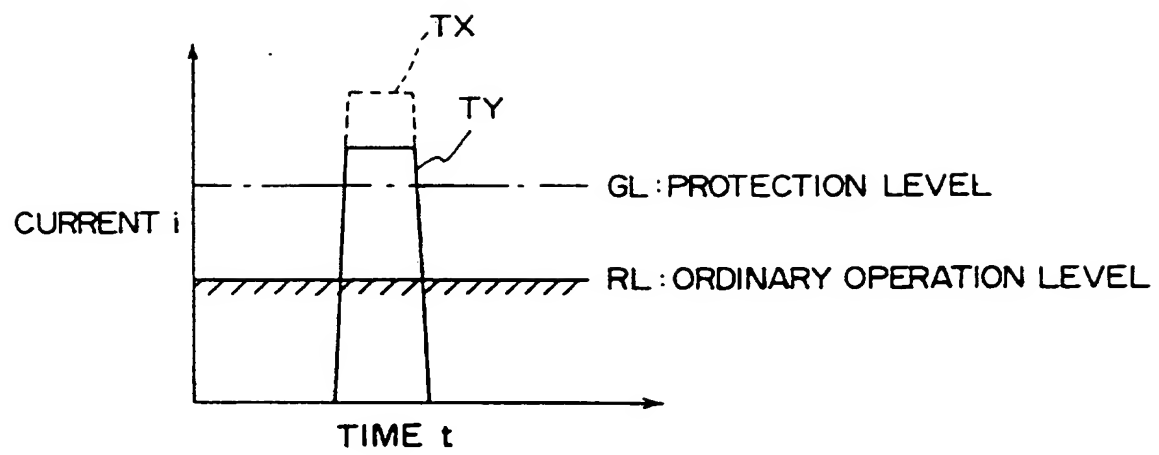 TX
TY
GL : PROTECTION LEVEL
CURRENT i
RL : ORDINARY OPERATION LEVEL
TIME t